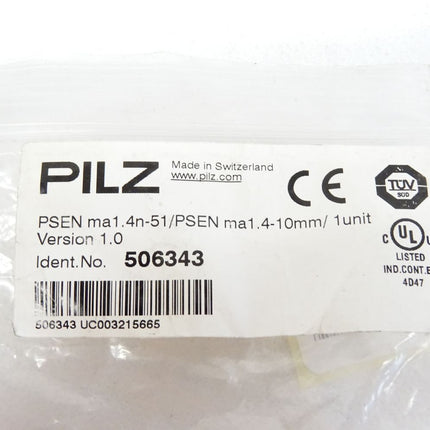 PILZ
Made in Switzerland
www.pilz.com
CE
TÜV
SÜD
PSEN ma1.4n-51/PSEN ma1.4-10mm/ 1unit
Version 1.0
Ident.No. 506343
C UL
LISTED
IND.CONT.E
4D47
506343 UC003215665